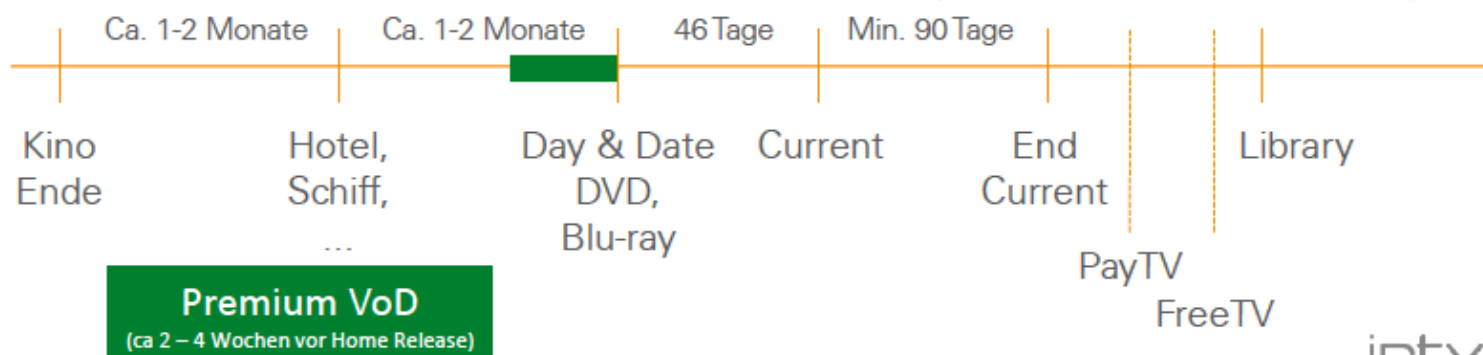 Ca. 1-2 Monate
Ca. 1-2 Monate
46 Tage
Min. 90 Tage
Kino
Ende
Hotel,
Schiff,
...
Day & Date
DVD,
Blu-ray
Current
End
Current
Library
PayTV
FreeTV
Premium VoD
(ca 2 – 4 Wochen vor Home Release)